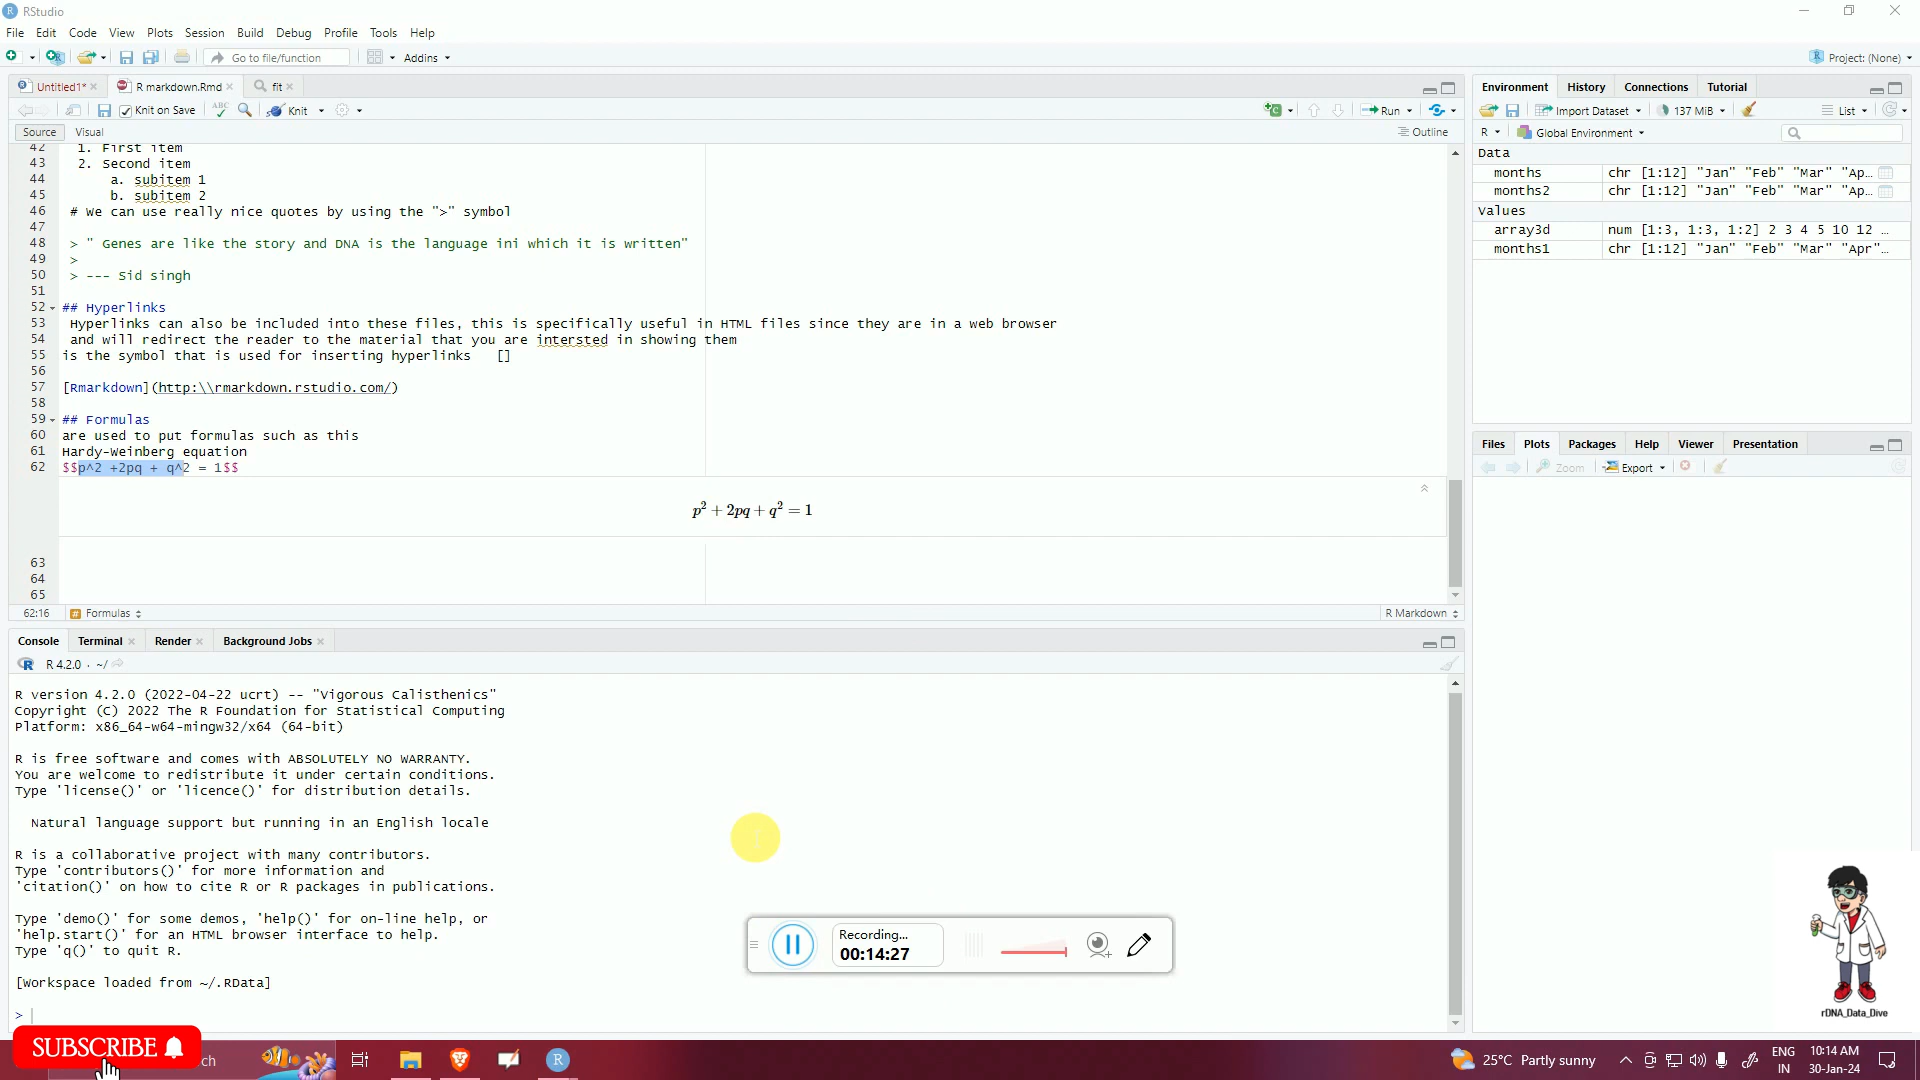 RStudio
File Edit Code View Plots Session Build Debug Profile Tools Help
Go to file/function Addins Project: (None)
Untitled1* R markdown.Rmd fit
Knit on Save ABC Knit Run
Source Visual Outline
42 1. First item
43 2. Second item
44 a. subitem 1
45 b. subitem 2
46 # We can use really nice quotes by using the ">" symbol
47
48 > " Genes are like the story and DNA is the language ini which it is written"
49 >
50 > --- Sid singh
51
52 ## Hyperlinks
53 Hyperlinks can also be included into these files, this is specifically useful in HTML files since they are in a web browser
54 and will redirect the reader to the material that you are intersted in showing them
55 is the symbol that is used for inserting hyperlinks []
56
57 [Rmarkdown](http:\\rmarkdown.rstudio.com/)
58
59 ## Formulas
60 are used to put formulas such as this
61 Hardy-Weinberg equation
62 $$p^2 +2pq + q^2 = 1$$
p² + 2pq + q² = 1
63
64
65
62:16 # Formulas R Markdown
Console Terminal Render Background Jobs
R 4.2.0 · ~/
R version 4.2.0 (2022-04-22 ucrt) -- "Vigorous Calisthenics"
Copyright (C) 2022 The R Foundation for Statistical Computing
Platform: x86_64-w64-mingw32/x64 (64-bit)
R is free software and comes with ABSOLUTELY NO WARRANTY.
You are welcome to redistribute it under certain conditions.
Type 'license()' or 'licence()' for distribution details.
Natural language support but running in an English locale
R is a collaborative project with many contributors.
Type 'contributors()' for more information and
'citation()' on how to cite R or R packages in publications.
Type 'demo()' for some demos, 'help()' for on-line help, or
'help.start()' for an HTML browser interface to help.
Type 'q()' to quit R.
[Workspace loaded from ~/.RData]
>
Environment History Connections Tutorial
Import Dataset 137 MiB List
R Global Environment
Data
months chr [1:12] "Jan" "Feb" "Mar" "Ap…
months2 chr [1:12] "Jan" "Feb" "Mar" "Ap…
Values
array3d num [1:3, 1:3, 1:2] 2 3 4 5 10 12 …
months1 chr [1:12] "Jan" "Feb" "Mar" "Apr"…
Files Plots Packages Help Viewer Presentation
Zoom Export
Recording...
00:14:27
rDNA_Data_Dive
SUBSCRIBE
ch
25°C Partly sunny
ENG
IN
10:14 AM
30-Jan-24